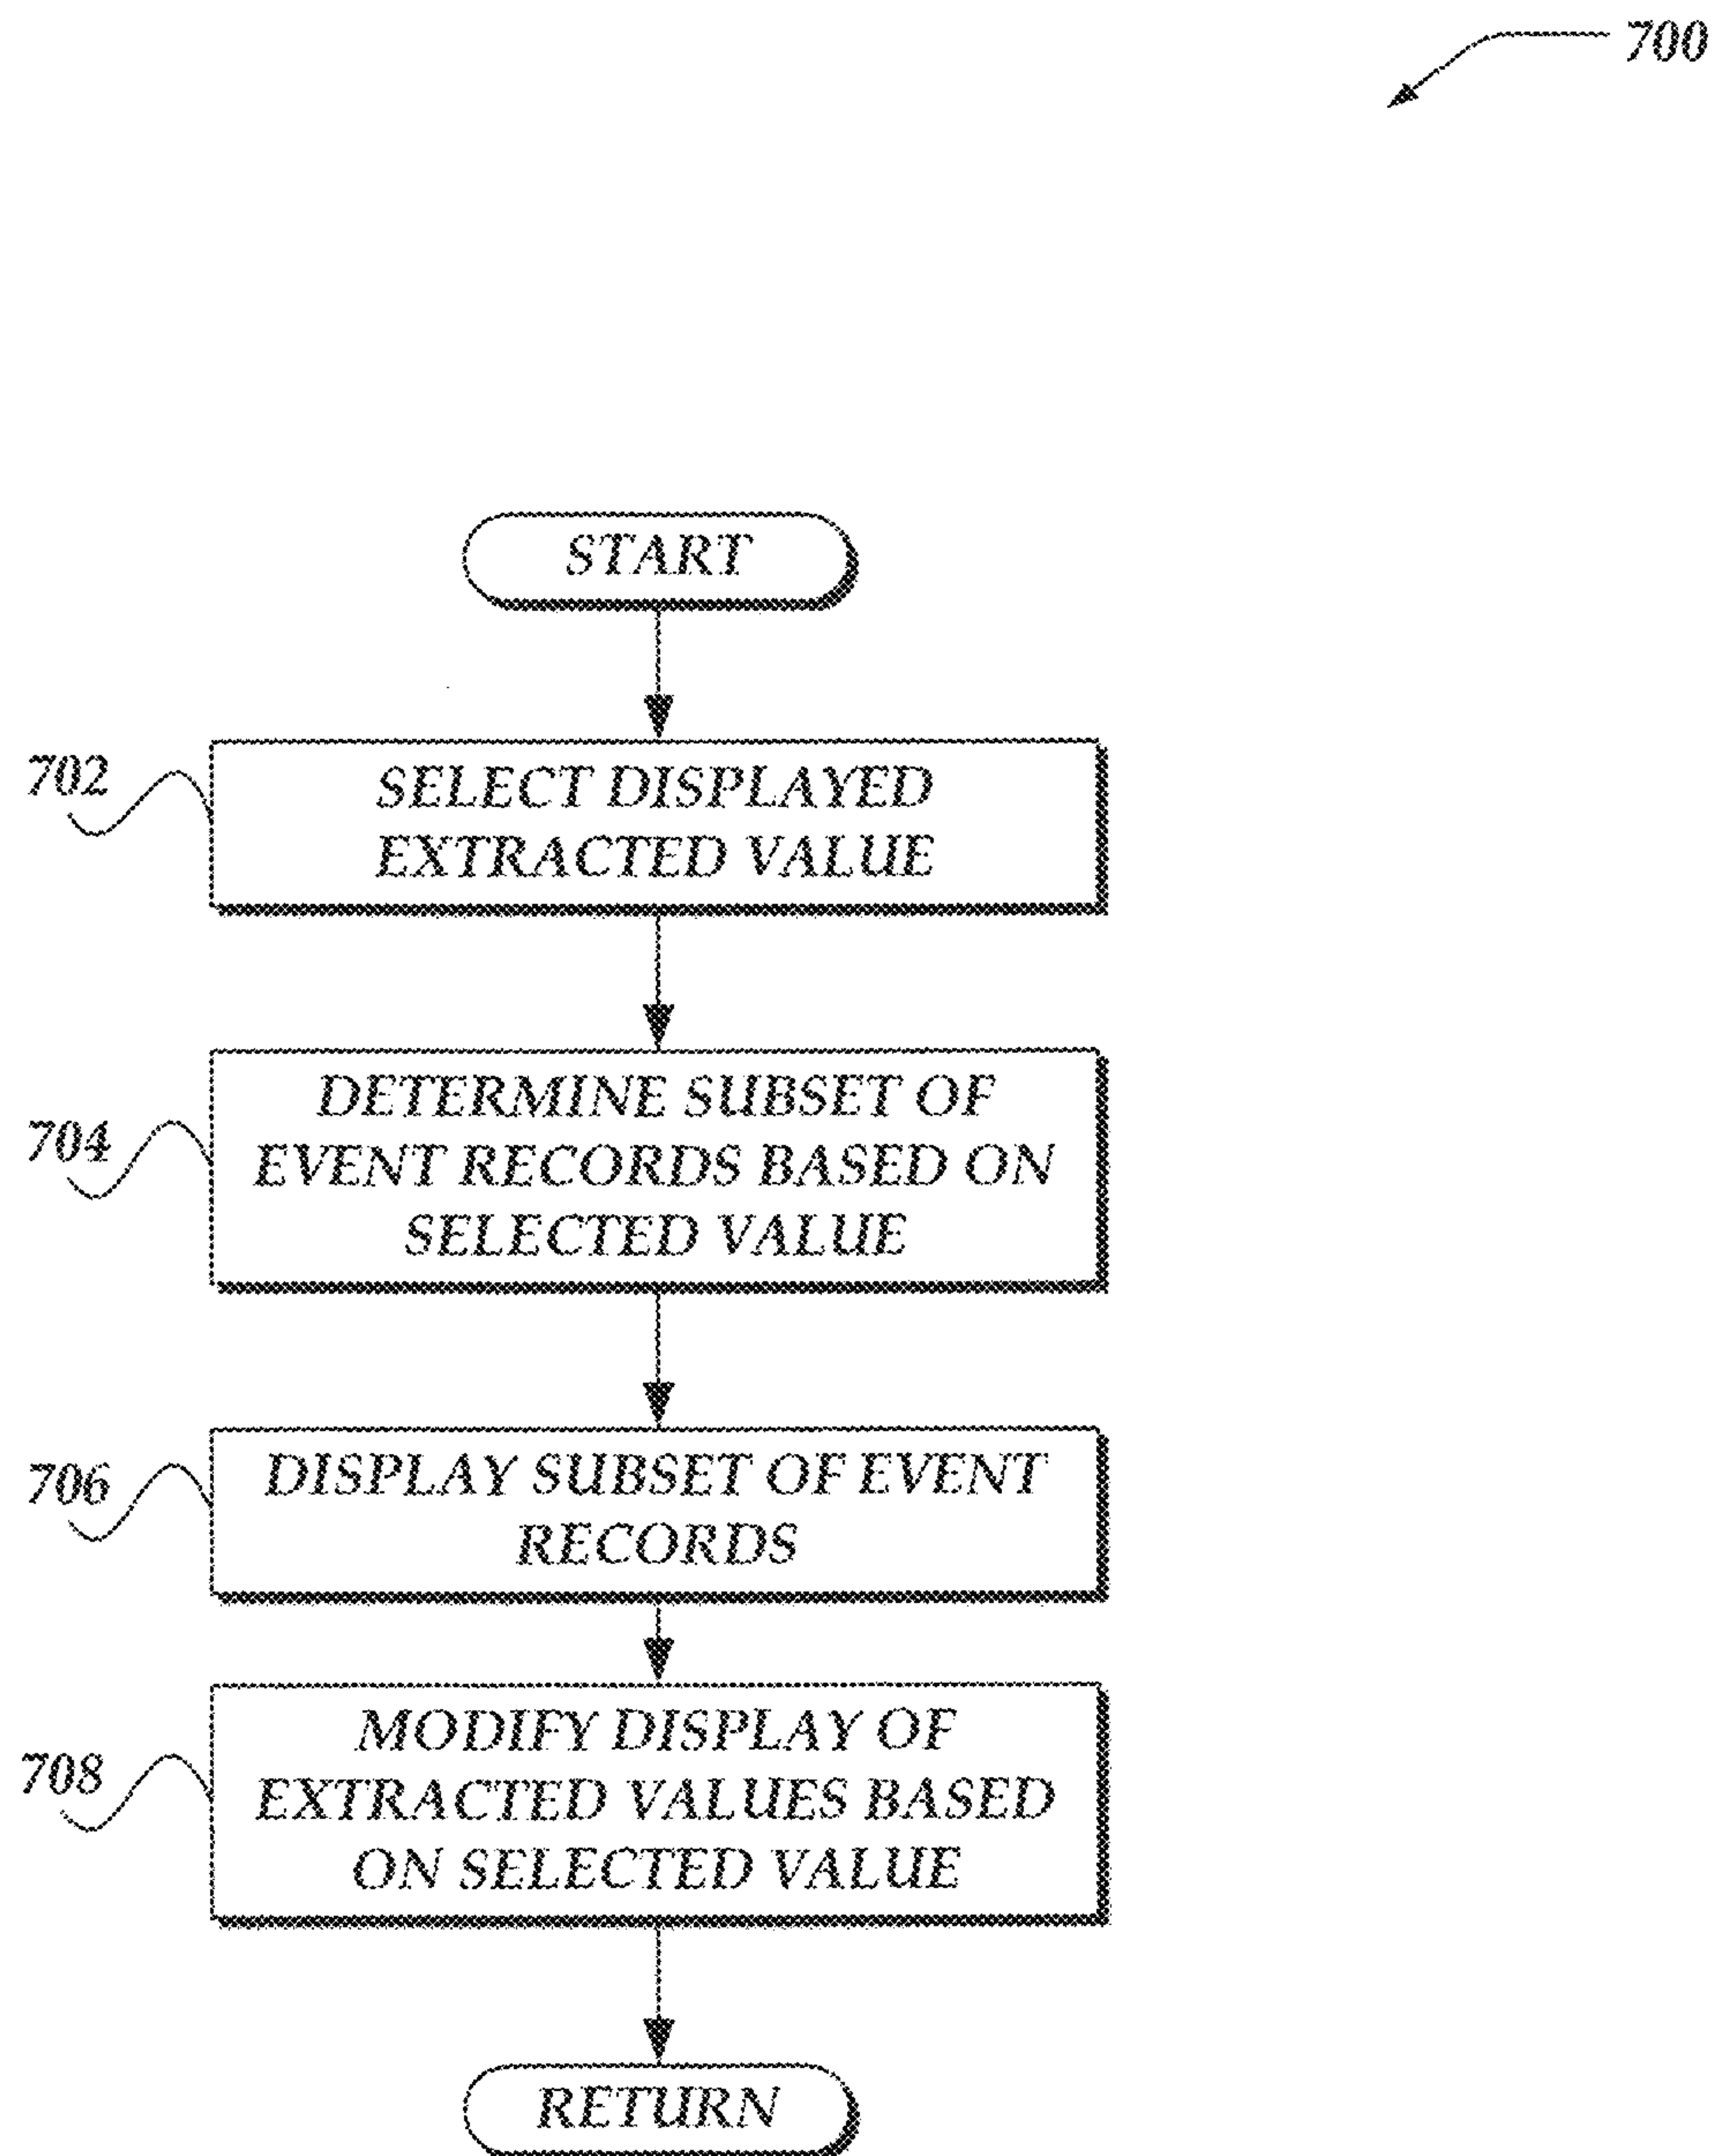 700
START
702
SELECT DISPLAYED
EXTRACTED VALUE
704
DETERMINE SUBSET OF
EVENT RECORDS BASED ON
SELECTED VALUE
706
DISPLAY SUBSET OF EVENT
RECORDS
708
MODIFY DISPLAY OF
EXTRACTED VALUES BASED
ON SELECTED VALUE
RETURN